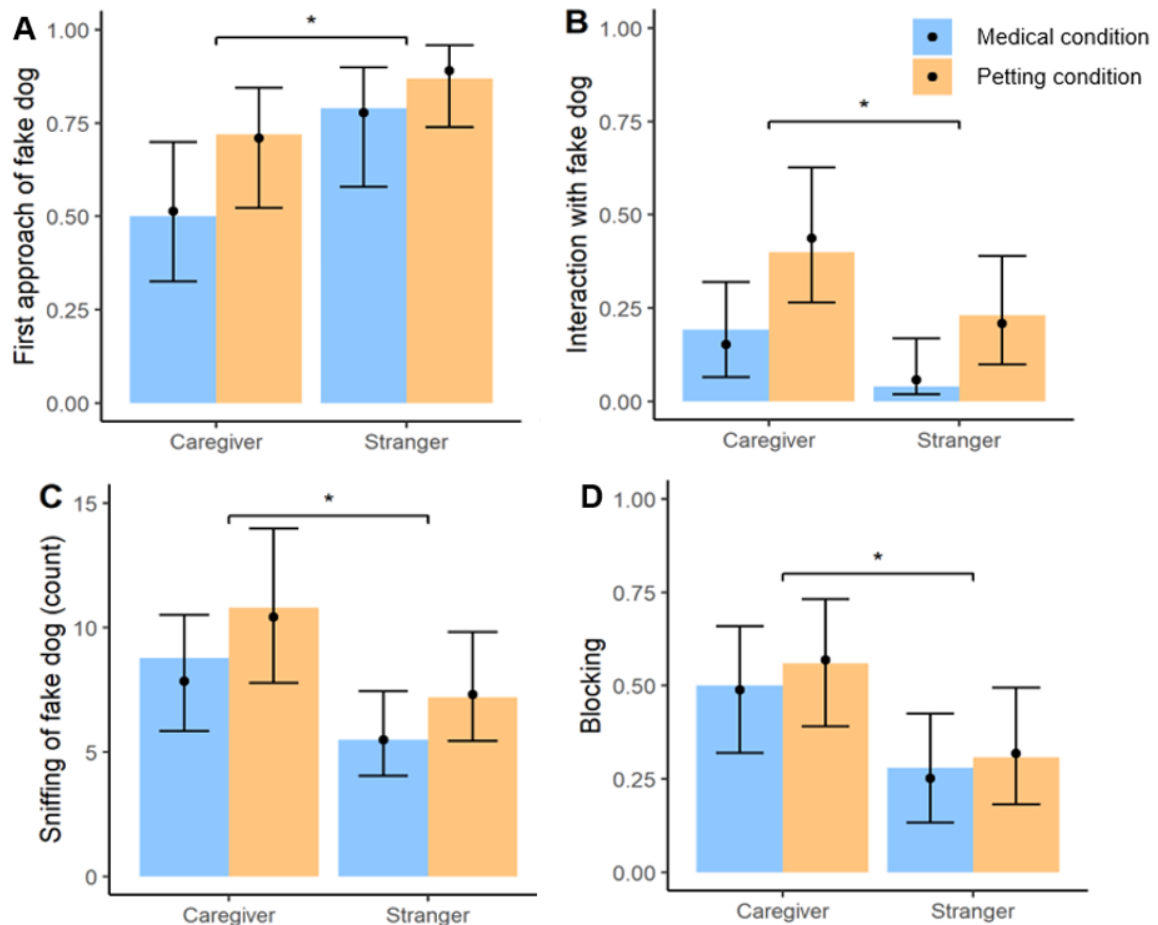 A
First approach of fake dog
1.00
0.75
0.50
0.25
0.00
*
Caregiver
Stranger
B
Interaction with fake dog
1.00
0.75
0.50
0.25
0.00
*
Medical condition
Petting condition
Caregiver
Stranger
C
Sniffing of fake dog (count)
15
10
5
0
*
Caregiver
Stranger
D
Blocking
1.00
0.75
0.50
0.25
0.00
*
Caregiver
Stranger